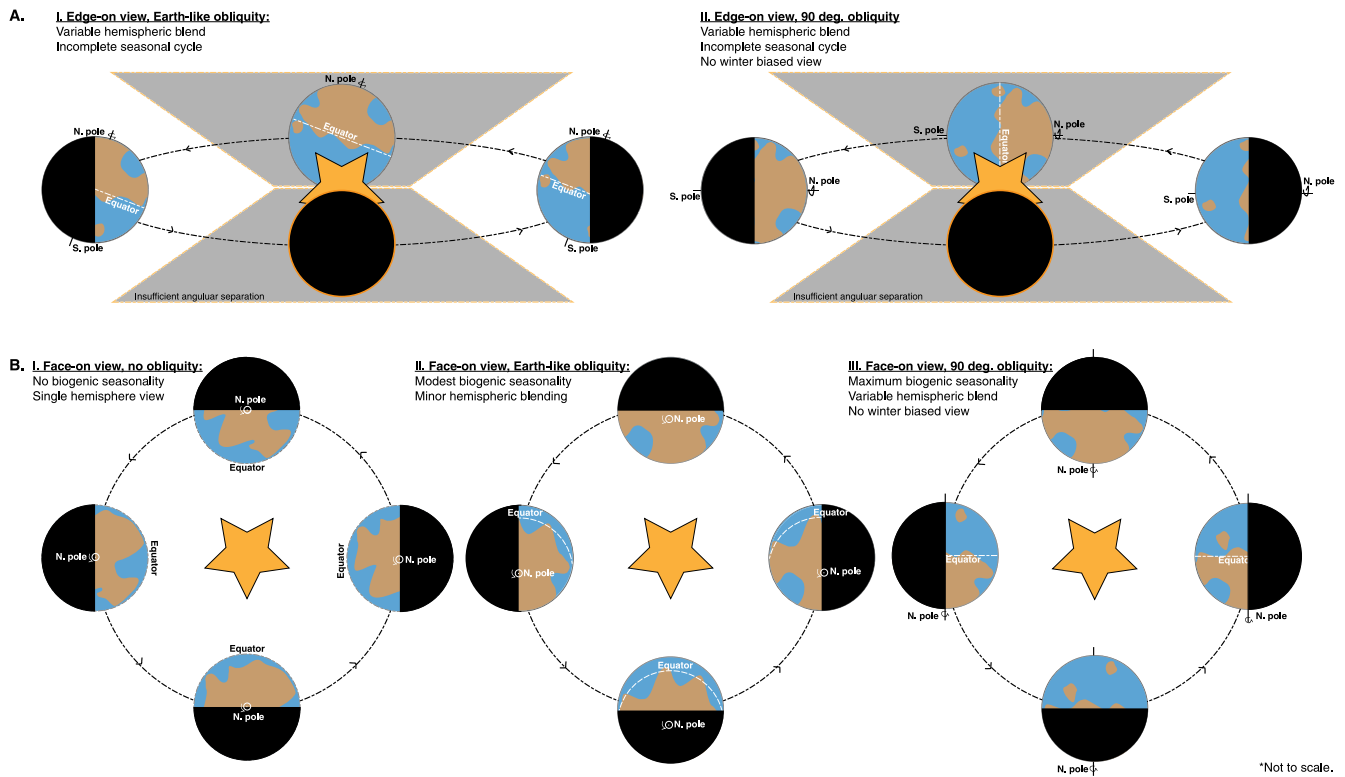 A.
I. Edge-on view, Earth-like obliquity:
Variable hemispheric blend
Incomplete seasonal cycle
N. pole
Equator
N. pole
Equator
S. pole
N. pole
Equator
S. pole
Insufficient anguluar separation
II. Edge-on view, 90 deg. obliquity
Variable hemispheric blend
Incomplete seasonal cycle
No winter biased view
S. pole
N. pole
Equator
S. pole
N. pole
S. pole
N. pole
Insufficient anguluar separation
B.
I. Face-on view, no obliquity:
No biogenic seasonality
Single hemisphere view
N. pole
Equator
N. pole
Equator
Equator
N. pole
Equator
N. pole
II. Face-on view, Earth-like obliquity:
Modest biogenic seasonality
Minor hemispheric blending
N. pole
Equator
N. pole
Equator
N. pole
Equator
N. pole
III. Face-on view, 90 deg. obliquity:
Maximum biogenic seasonality
Variable hemispheric blend
No winter biased view
N. pole
Equator
N. pole
Equato
N. pole
N. pole
*Not to scale.